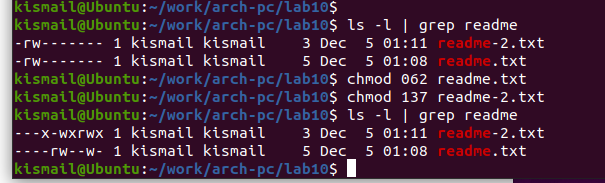 kismail@Ubuntu:~/work/arch-pc/lab10$
kismail@Ubuntu:~/work/arch-pc/lab10$ ls -l | grep readme
-rw------- 1 kismail kismail    3 Dec  5 01:11 readme-2.txt
-rw------- 1 kismail kismail    5 Dec  5 01:08 readme.txt
kismail@Ubuntu:~/work/arch-pc/lab10$ chmod 062 readme.txt
kismail@Ubuntu:~/work/arch-pc/lab10$ chmod 137 readme-2.txt
kismail@Ubuntu:~/work/arch-pc/lab10$ ls -l | grep readme
---x-wxrwx 1 kismail kismail    3 Dec  5 01:11 readme-2.txt
----rw--w- 1 kismail kismail    5 Dec  5 01:08 readme.txt
kismail@Ubuntu:~/work/arch-pc/lab10$